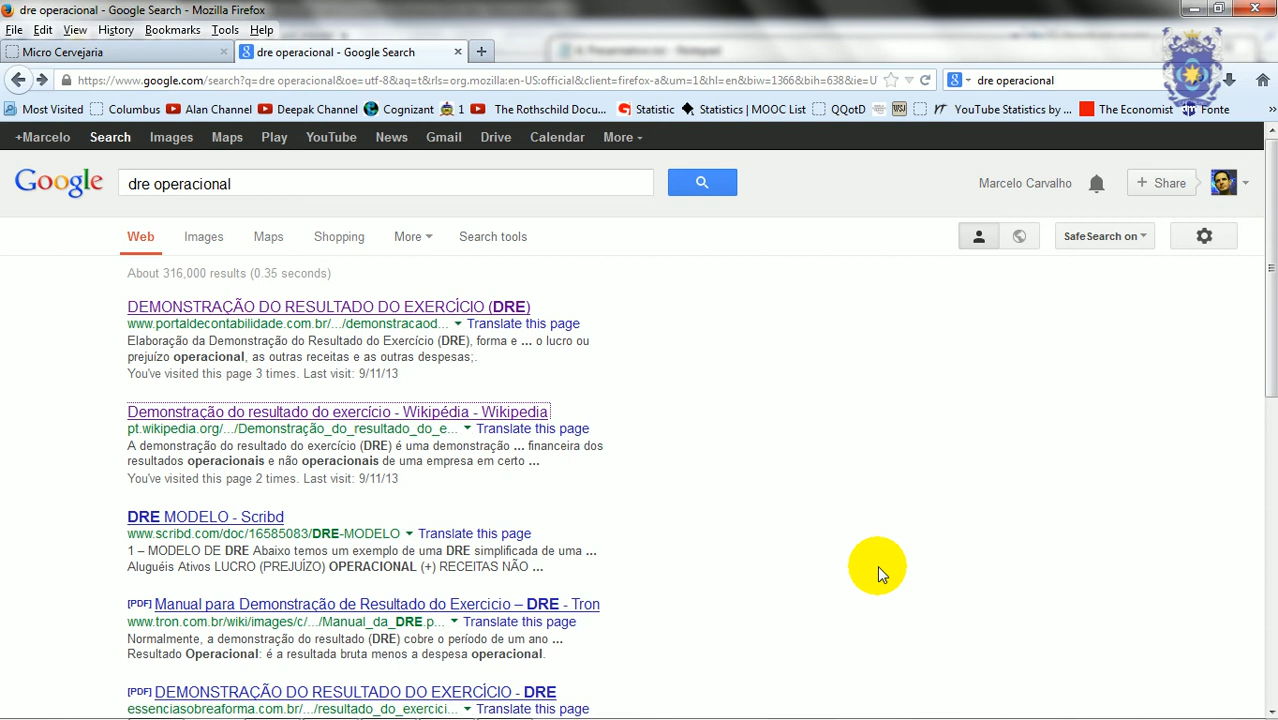 dre operacional - Google Search - Mozilla Firefox
File Edit View History Bookmarks Tools Help
Micro Cervejaria × dre operacional - Google Search × +
https://www.google.com/search?q=dre operacional&oe=utf-8&aq=t&rls=org.mozilla:en-US:official&client=firefox-a&um=1&hl=en&biw=1366&bih=638&ie=U dre operacional
Most Visited Columbus Alan Channel Deepak Channel Cognizant 1 The Rothschild Docu... Statistic Statistics | MOOC List QQotD WSJ YouTube Statistics by ... The Economist Fonte »
+Marcelo Search Images Maps Play YouTube News Gmail Drive Calendar More
Google dre operacional Marcelo Carvalho + Share
Web Images Maps Shopping More Search tools SafeSearch on
About 316,000 results (0.35 seconds)
DEMONSTRAÇÃO DO RESULTADO DO EXERCÍCIO (DRE)
www.portaldecontabilidade.com.br/.../demonstracaod... Translate this page
Elaboração da Demonstração do Resultado do Exercício (DRE), forma e ... o lucro ou
prejuízo operacional, as outras receitas e as outras despesas;.
You've visited this page 3 times. Last visit: 9/11/13
Demonstração do resultado do exercício - Wikipédia - Wikipedia
pt.wikipedia.org/.../Demonstração_do_resultado_do_e... Translate this page
A demonstração do resultado do exercício (DRE) é uma demonstração ... financeira dos
resultados operacionais e não operacionais de uma empresa em certo ...
You've visited this page 2 times. Last visit: 9/11/13
DRE MODELO - Scribd
www.scribd.com/doc/16585083/DRE-MODELO Translate this page
1 – MODELO DE DRE Abaixo temos um exemplo de uma DRE simplificada de uma ...
Aluguéis Ativos LUCRO (PREJUÍZO) OPERACIONAL (+) RECEITAS NÃO ...
[PDF] Manual para Demonstração de Resultado do Exercicio – DRE - Tron
www.tron.com.br/wiki/images/c/.../Manual_da_DRE.p... Translate this page
Normalmente, a demonstração do resultado (DRE) cobre o período de um ano ...
Resultado Operacional: é a resultada bruta menos a despesa operacional.
[PDF] DEMONSTRAÇÃO DO RESULTADO DO EXERCÍCIO - DRE
essenciasobreaforma.com.br/.../resultado_do_exercici... Translate this page